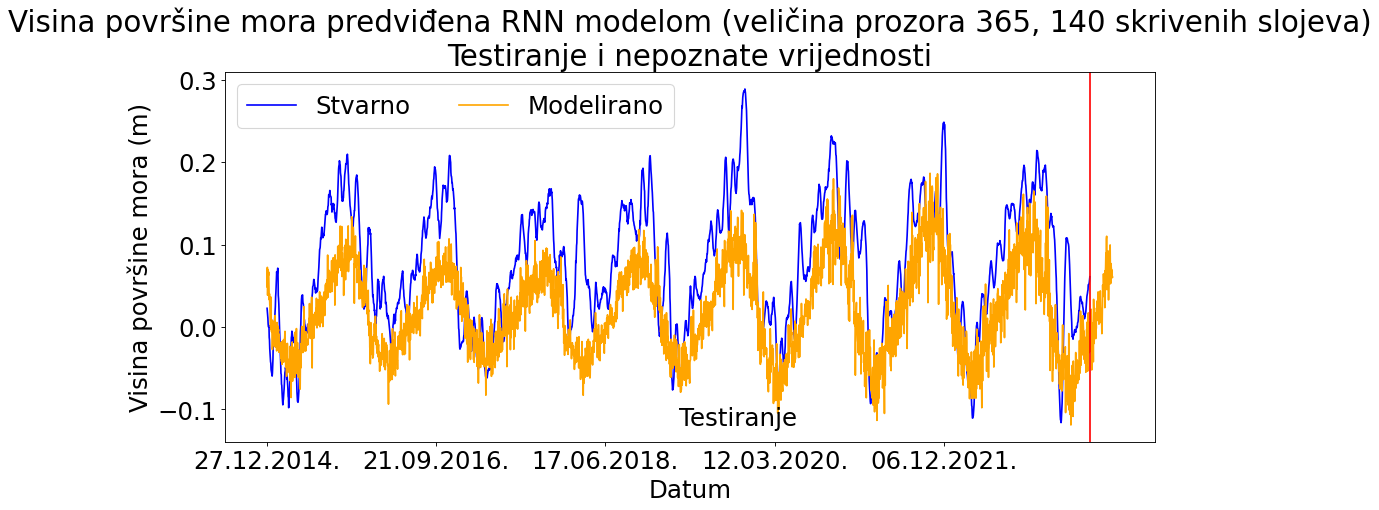 Visina površine mora predviđena RNN modelom (veličina prozora 365, 140 skrivenih slojeva)
Testiranje i nepoznate vrijednosti
Stvarno Modelirano
Visina površine mora (m)
0.3
0.2
0.1
0.0
−0.1
Testiranje
27.12.2014. 21.09.2016. 17.06.2018. 12.03.2020. 06.12.2021.
Datum